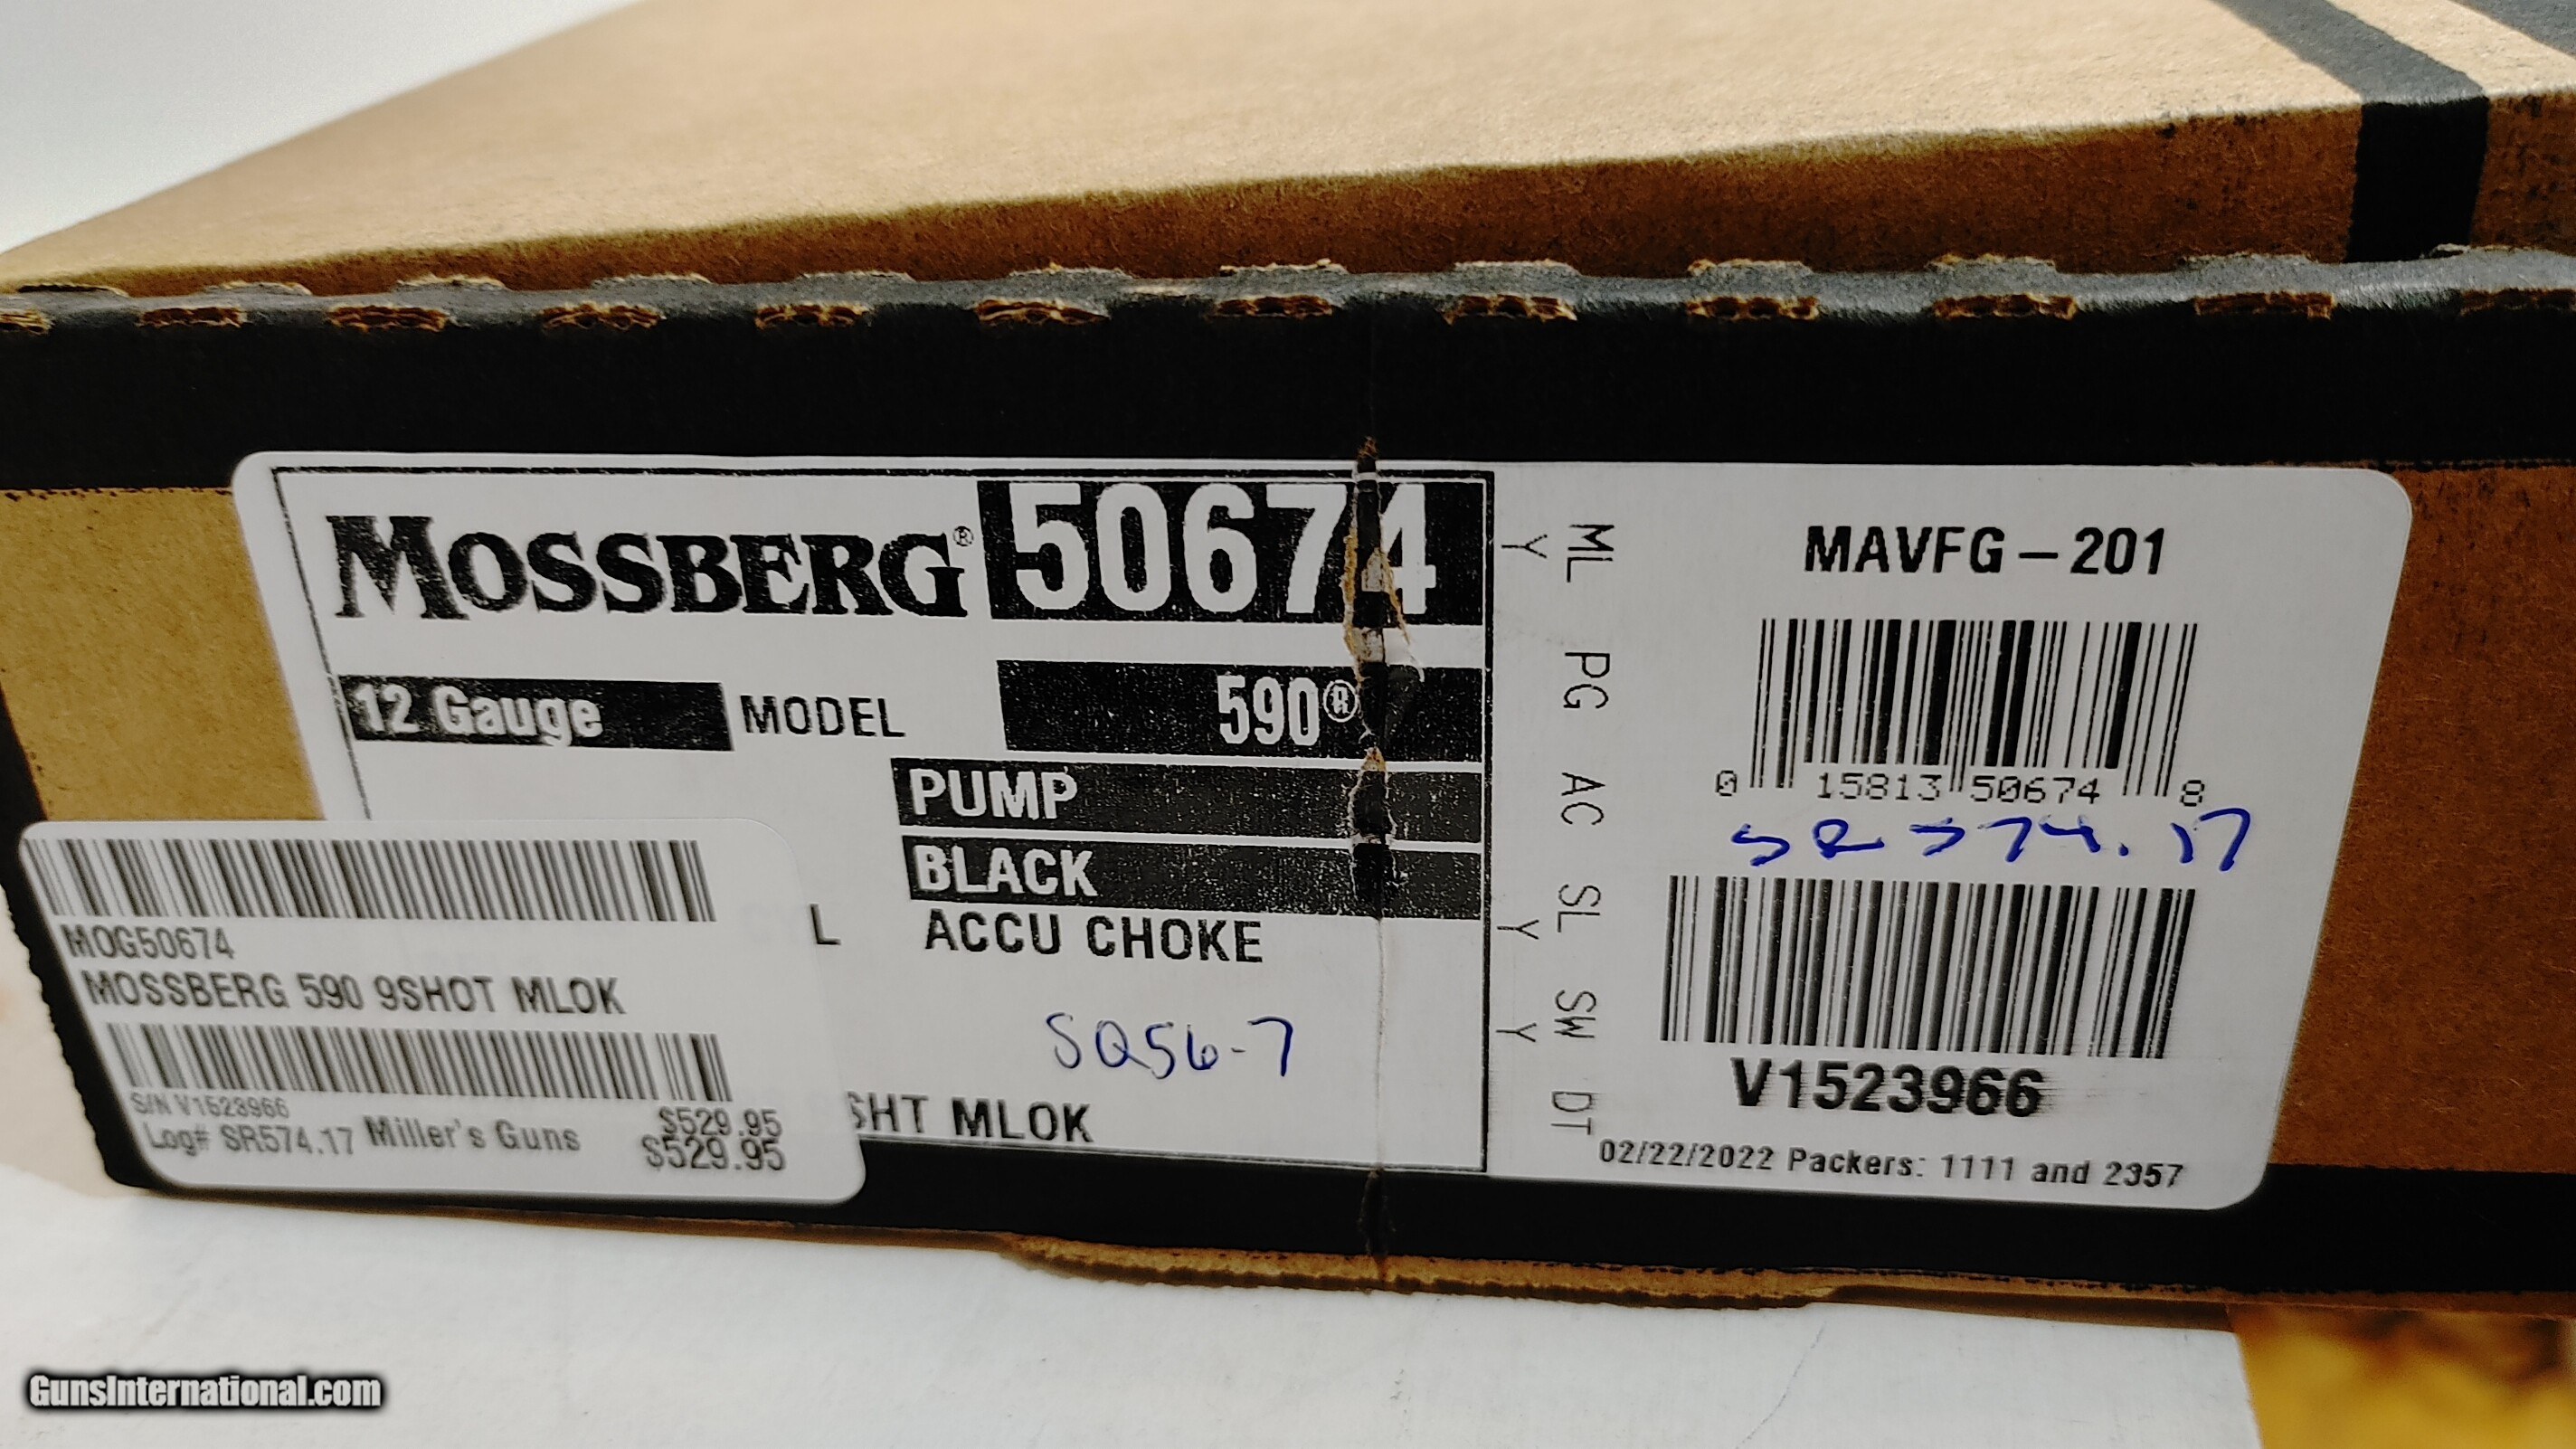 MOSSBERG® 50674
12 Gauge MODEL 590®
PUMP
BLACK
L ACCU CHOKE
SQ56-7
SHT MLOK
ML PG AC SL SW DT
Y Y Y
MAVFG-201
0 15813 50674 8
SR574.17
V1523966
02/22/2022 Packers: 1111 and 2357
MOG50674
MOSSBERG 590 9SHOT MLOK
S/N V1523966 $529.95
Log# SR574.17 Miller's Guns $529.95
GunsInternational.com